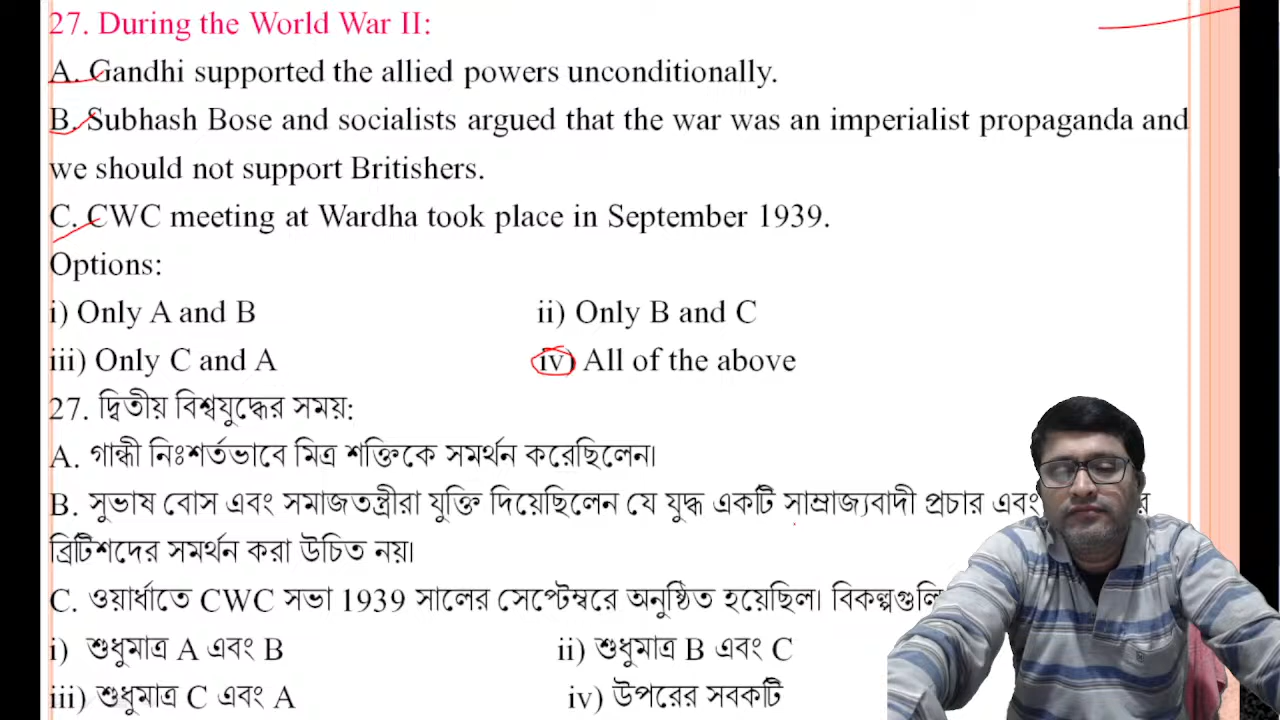 27. During the World War II:
A. Gandhi supported the allied powers unconditionally.
B. Subhash Bose and socialists argued that the war was an imperialist propaganda and
we should not support Britishers.
C. CWC meeting at Wardha took place in September 1939.
Options:
i) Only A and B ii) Only B and C
iii) Only C and A iv) All of the above
27. দ্বিতীয় বিশ্বযুদ্ধের সময়:
A. গান্ধী নিঃশর্তভাবে মিত্র শক্তিকে সমর্থন করেছিলেন।
B. সুভাষ বোস এবং সমাজতন্ত্রীরা যুক্তি দিয়েছিলেন যে যুদ্ধ একটি সাম্রাজ্যবাদী প্রচার এবং
ব্রিটিশদের সমর্থন করা উচিত নয়।
C. ওয়ার্ধাতে CWC সভা 1939 সালের সেপ্টেম্বরে অনুষ্ঠিত হয়েছিল।
i) শুধুমাত্র A এবং B ii) শুধুমাত্র B এবং C
iii) শুধুমাত্র C এবং A iv) উপরের সবকটি